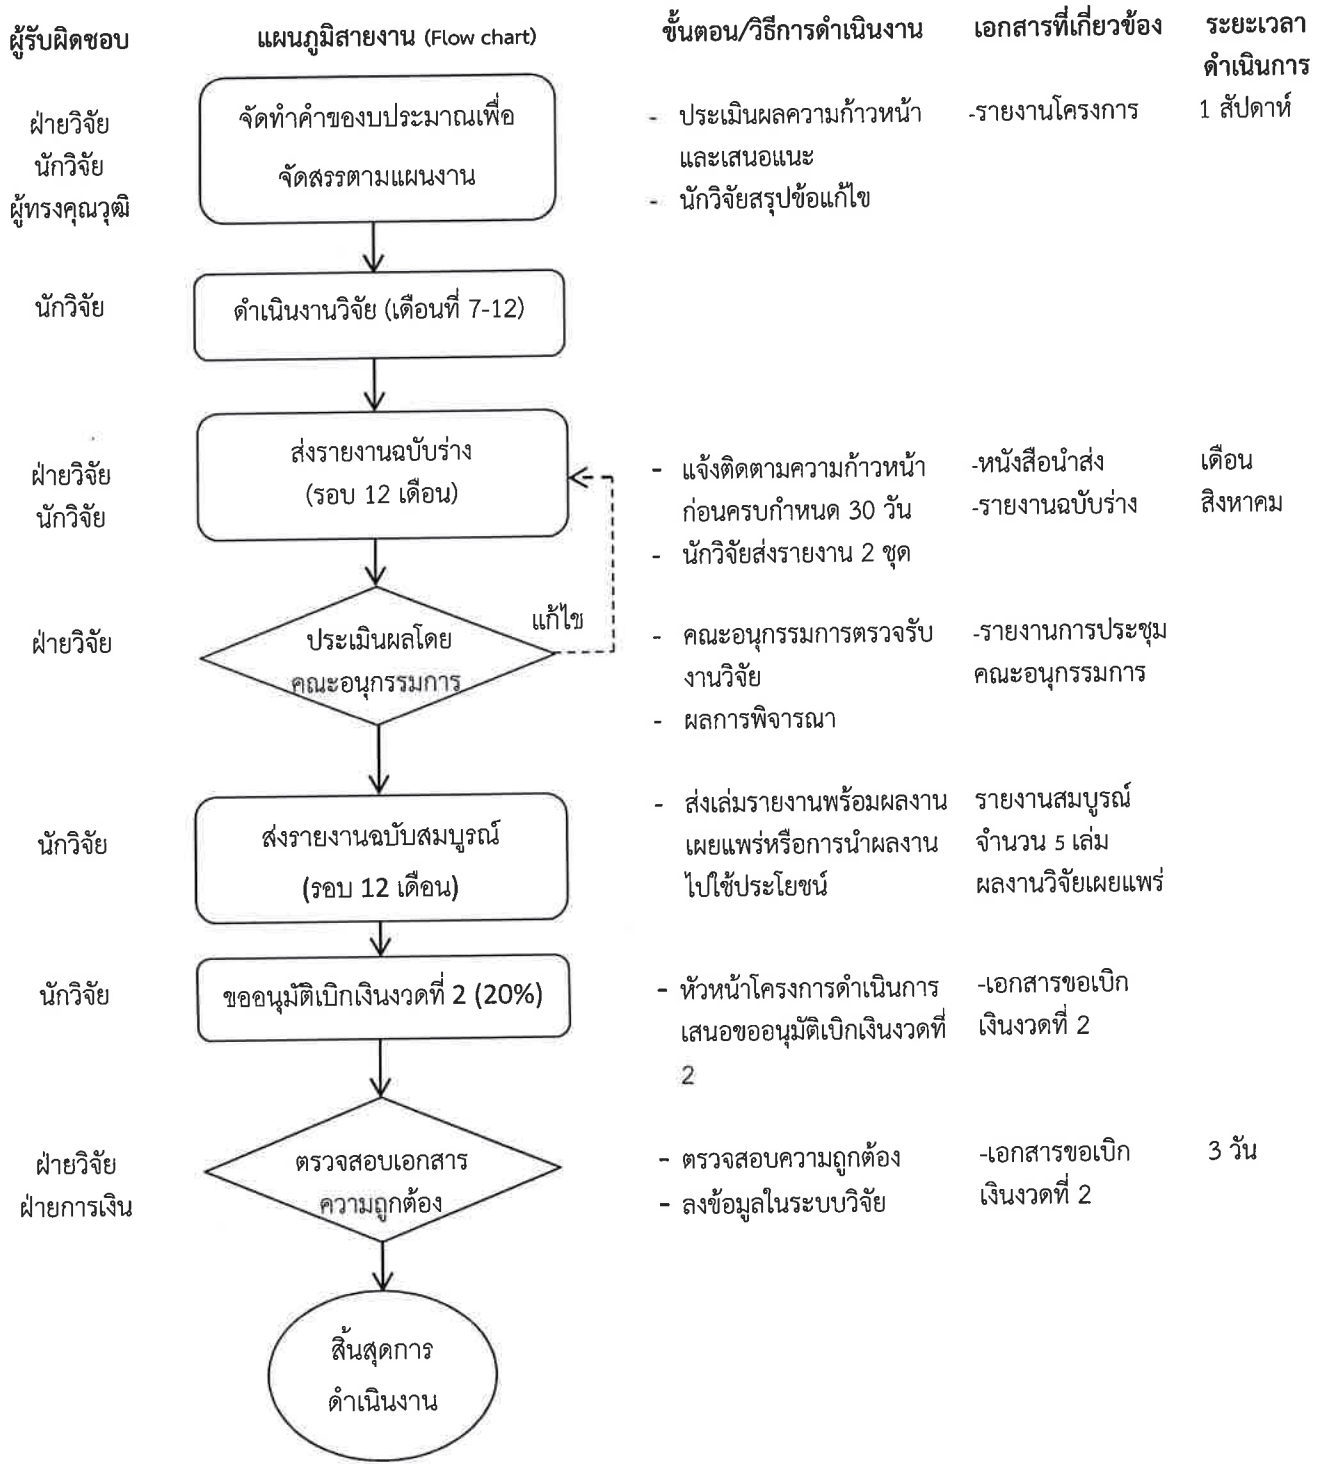 ผู้รับผิดชอบ
แผนภูมิสายงาน (Flow chart)
ขั้นตอน/วิธีการดำเนินงาน
เอกสารที่เกี่ยวข้อง
ระยะเวลา
ดำเนินการ
ฝ่ายวิจัย
นักวิจัย
ผู้ทรงคุณวุฒิ
จัดทำคำของบประมาณเพื่อ
จัดสรรตามแผนงาน
- ประเมินผลความก้าวหน้า
และเสนอแนะ
- นักวิจัยสรุปข้อแก้ไข
-รายงานโครงการ
1 สัปดาห์
นักวิจัย
ดำเนินงานวิจัย (เดือนที่ 7-12)
ฝ่ายวิจัย
นักวิจัย
ส่งรายงานฉบับร่าง
(รอบ 12 เดือน)
- แจ้งติดตามความก้าวหน้า
ก่อนครบกำหนด 30 วัน
- นักวิจัยส่งรายงาน 2 ชุด
-หนังสือนำส่ง
-รายงานฉบับร่าง
เดือน
สิงหาคม
ฝ่ายวิจัย
ประเมินผลโดย
คณะอนุกรรมการ
แก้ไข
- คณะอนุกรรมการตรวจรับ
งานวิจัย
- ผลการพิจารณา
-รายงานการประชุม
คณะอนุกรรมการ
นักวิจัย
ส่งรายงานฉบับสมบูรณ์
(รอบ 12 เดือน)
- ส่งเล่มรายงานพร้อมผลงาน
เผยแพร่หรือการนำผลงาน
ไปใช้ประโยชน์
รายงานสมบูรณ์
จำนวน 5 เล่ม
ผลงานวิจัยเผยแพร่
นักวิจัย
ขออนุมัติเบิกเงินงวดที่ 2 (20%)
- หัวหน้าโครงการดำเนินการ
เสนอขออนุมัติเบิกเงินงวดที่
2
-เอกสารขอเบิก
เงินงวดที่ 2
ฝ่ายวิจัย
ฝ่ายการเงิน
ตรวจสอบเอกสาร
ความถูกต้อง
- ตรวจสอบความถูกต้อง
- ลงข้อมูลในระบบวิจัย
-เอกสารขอเบิก
เงินงวดที่ 2
3 วัน
สิ้นสุดการ
ดำเนินงาน